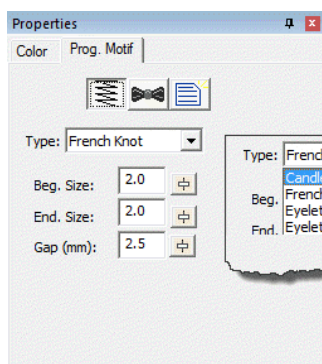 Properties
Color Prog. Motif
Type: French Knot
Beg. Size: 2.0
End. Size: 2.0
Gap (mm): 2.5
Type: Frenc
Candl
Beg. Frencl
Eyelet
End. Eyelet